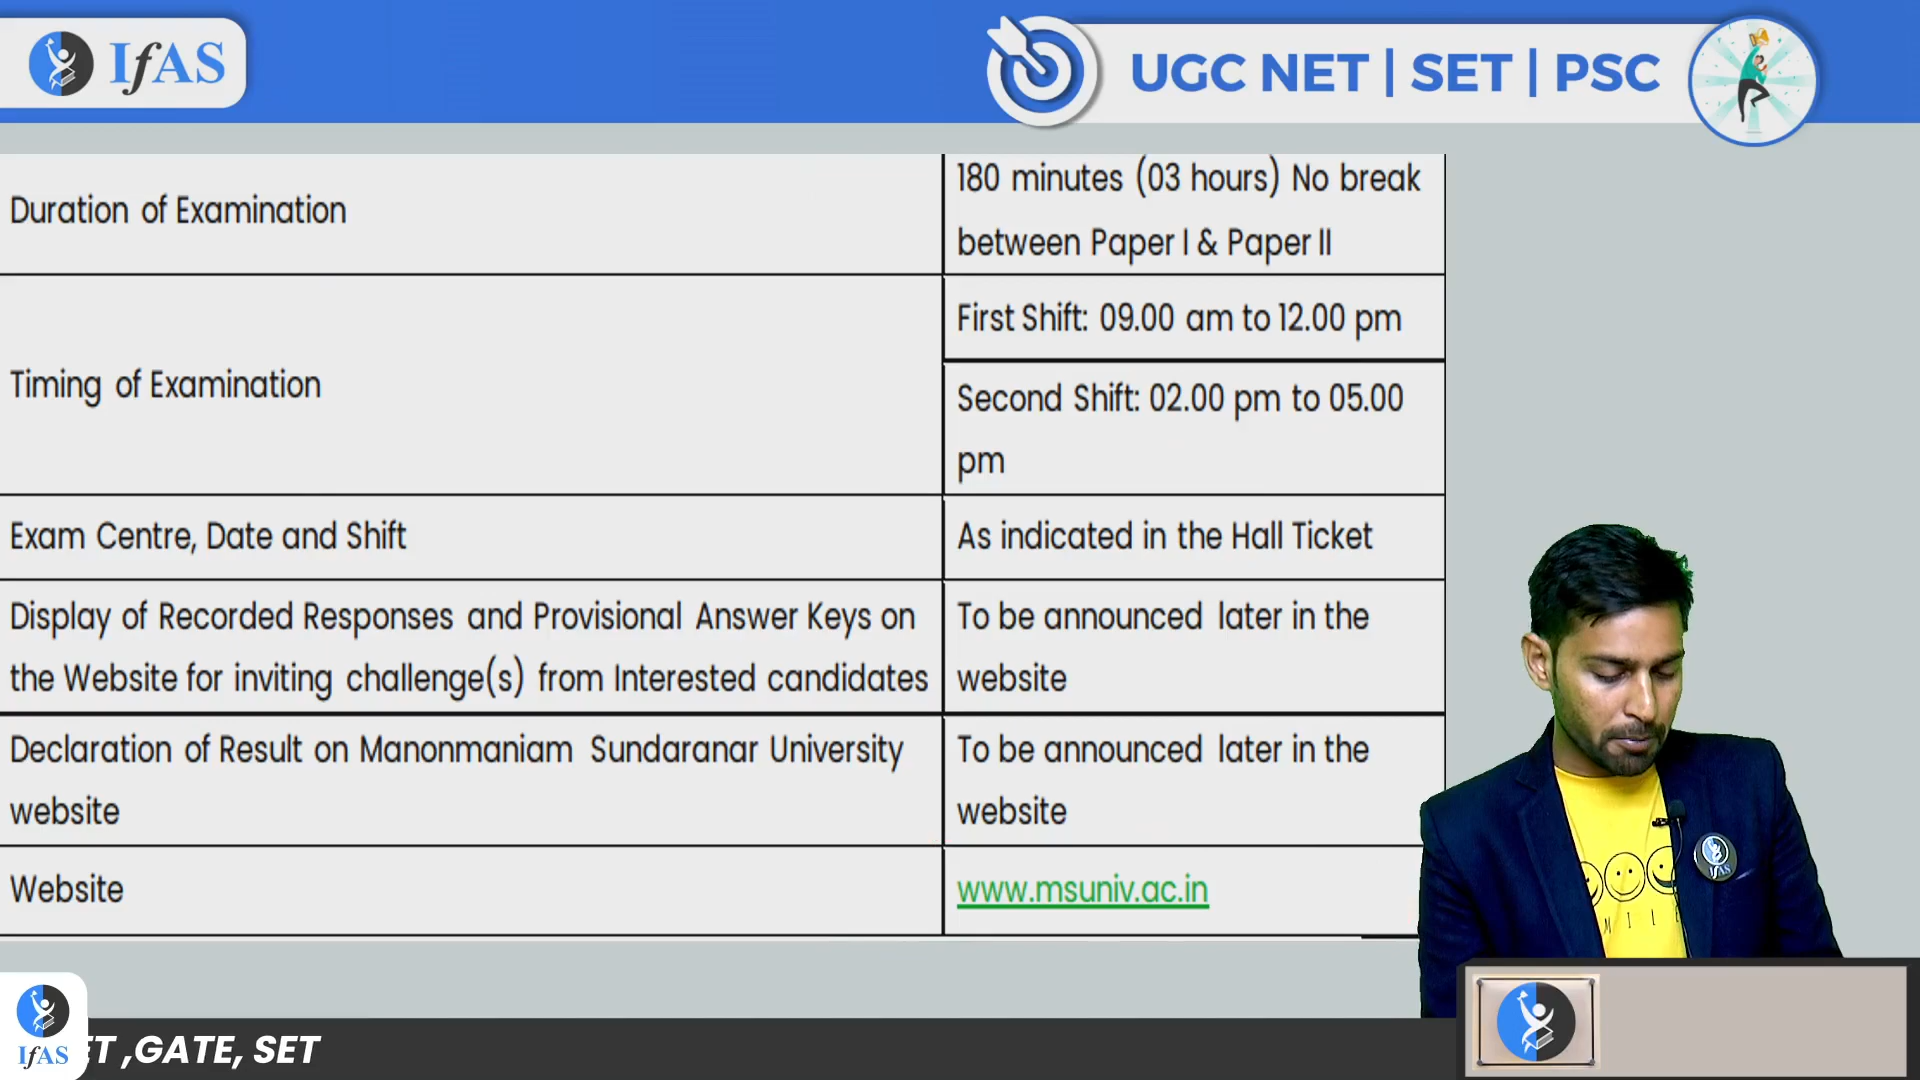 IfAS
UGC NET | SET | PSC
Duration of Examination
180 minutes (03 hours) No break
between Paper I & Paper II
Timing of Examination
First Shift: 09.00 am to 12.00 pm
Second Shift: 02.00 pm to 05.00
pm
Exam Centre, Date and Shift
As indicated in the Hall Ticket
Display of Recorded Responses and Provisional Answer Keys on
the Website for inviting challenge(s) from Interested candidates
To be announced later in the
website
Declaration of Result on Manonmaniam Sundaranar University
website
To be announced later in the
website
Website
www.msuniv.ac.in
IfAS
MILE
IfAS
ET ,GATE, SET